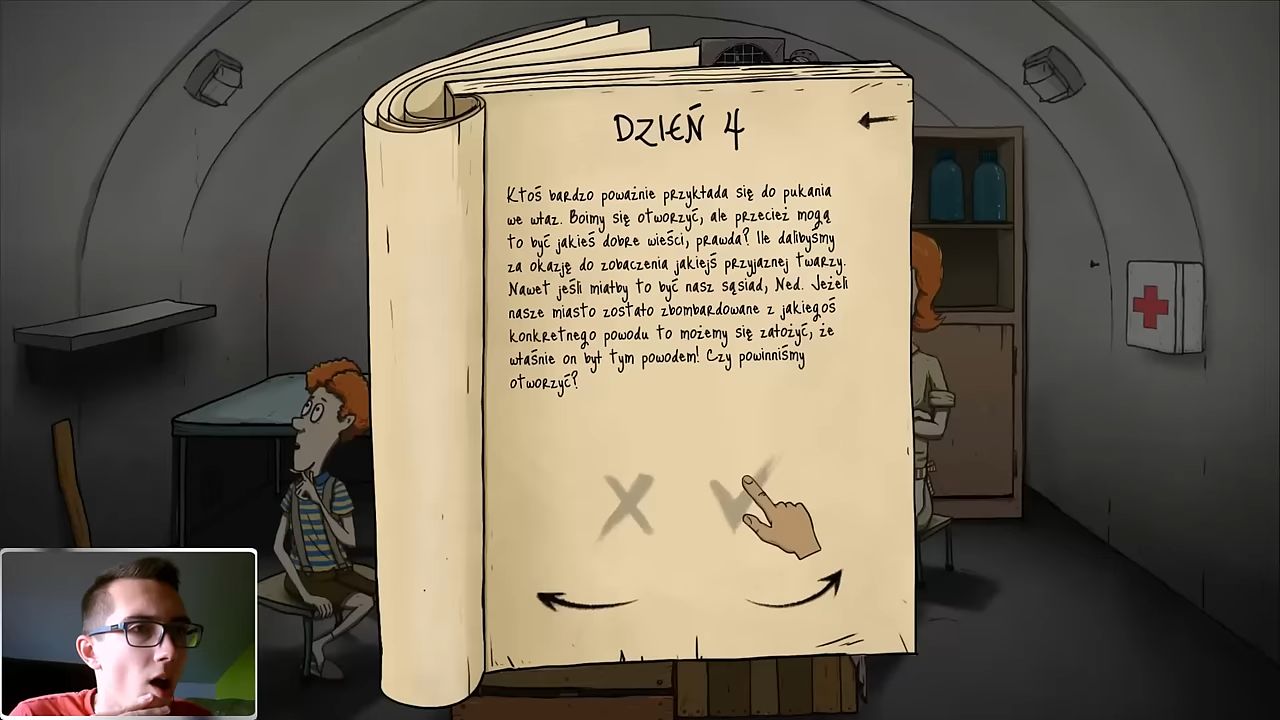 DZIEŃ 4
Ktoś bardzo poważnie przykłada się do pukania
we właz. Boimy się otworzyć, ale przecież mogą
to być jakieś dobre wieści, prawda? Ile dalibyśmy
za okazję do zobaczenia jakiejś przyjaznej twarzy.
Nawet jeśli miałby to być nasz sąsiad, Ned. Jeżeli
nasze miasto zostało zbombardowane z jakiegoś
konkretnego powodu to możemy się założyć, że
właśnie on był tym powodem! Czy powinniśmy
otworzyć?